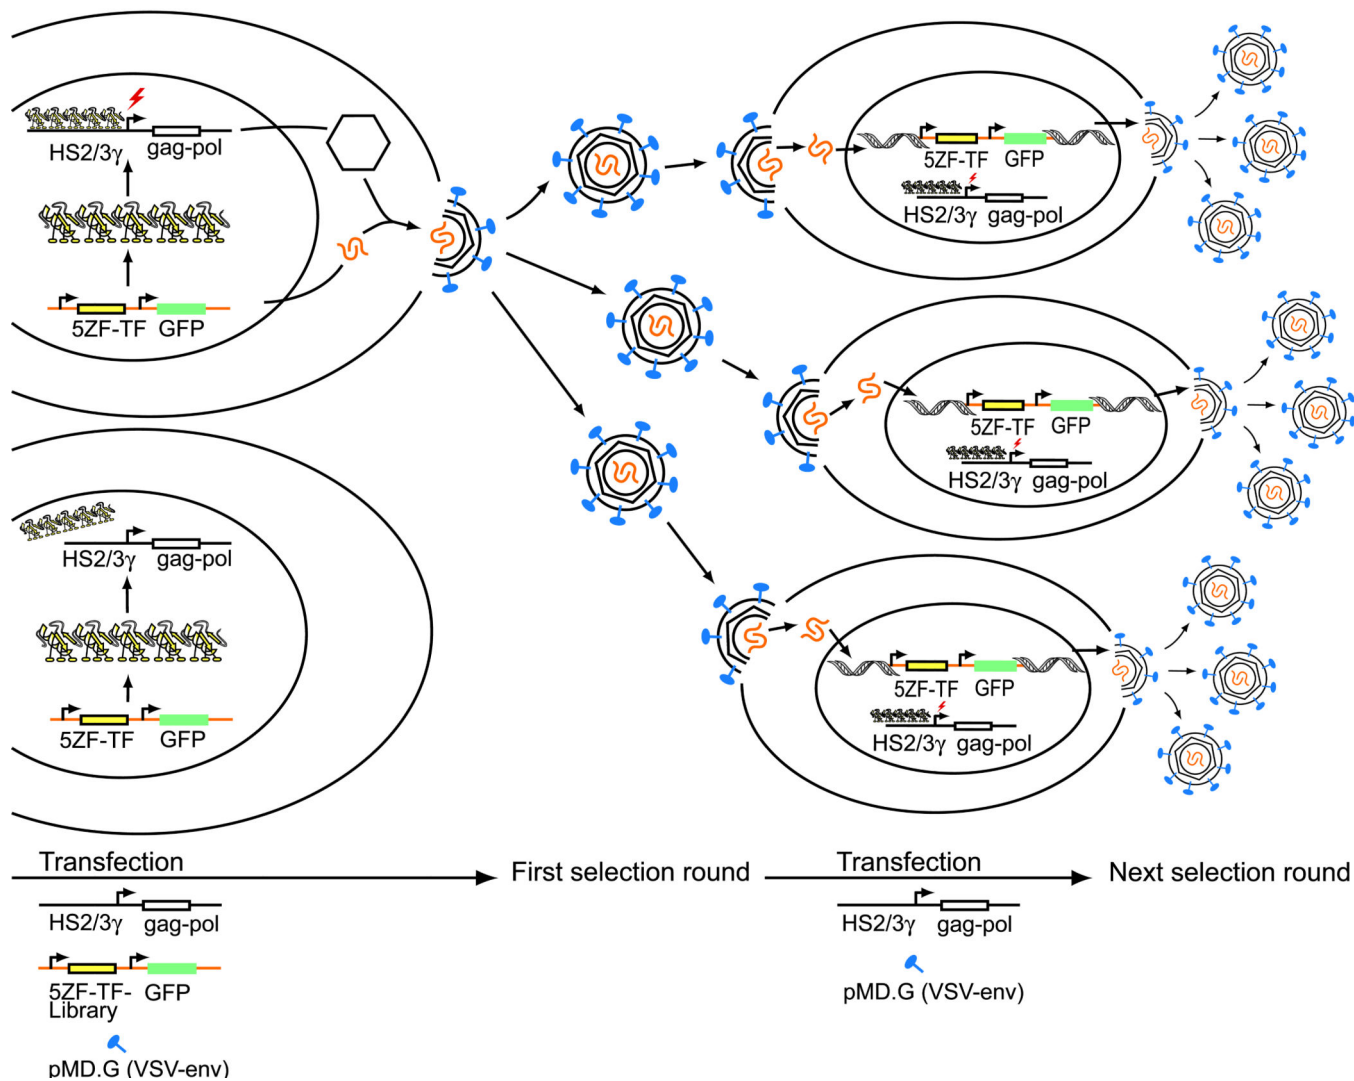 HS2/3γ gag-pol
5ZF-TF GFP
HS2/3γ gag-pol
5ZF-TF GFP
5ZF-TF GFP
HS2/3γ gag-pol
5ZF-TF GFP
HS2/3γ gag-pol
5ZF-TF GFP
HS2/3γ gag-pol
Transfection
First selection round
Transfection
Next selection round
HS2/3γ gag-pol
5ZF-TF- GFP
Library
pMD.G (VSV-env)
HS2/3γ gag-pol
pMD.G (VSV-env)